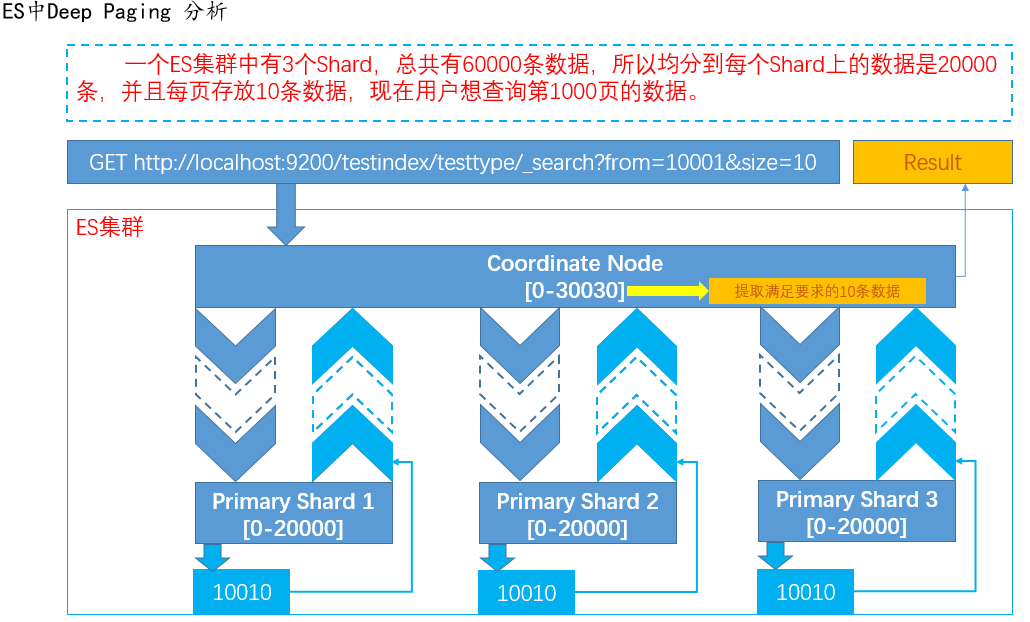 ES中Deep Paging 分析
一个ES集群中有3个Shard，总共有60000条数据，所以均分到每个Shard上的数据是20000
条，并且每页存放10条数据，现在用户想查询第1000页的数据。
GET http://localhost:9200/testindex/testtype/_search?from=10001&size=10
Result
ES集群
Coordinate Node
[0-30030]
提取满足要求的10条数据
Primary Shard 1
[0-20000]
Primary Shard 2
[0-20000]
Primary Shard 3
[0-20000]
10010
10010
10010